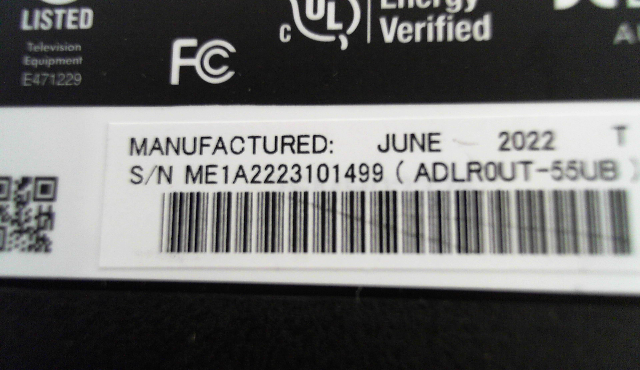 LISTED
Television
Equipment
E471229
FC
c UL
Energy
Verified
MANUFACTURED: JUNE 2022 T
S/N ME1A2223101499 ( ADLR0UT-55UB )